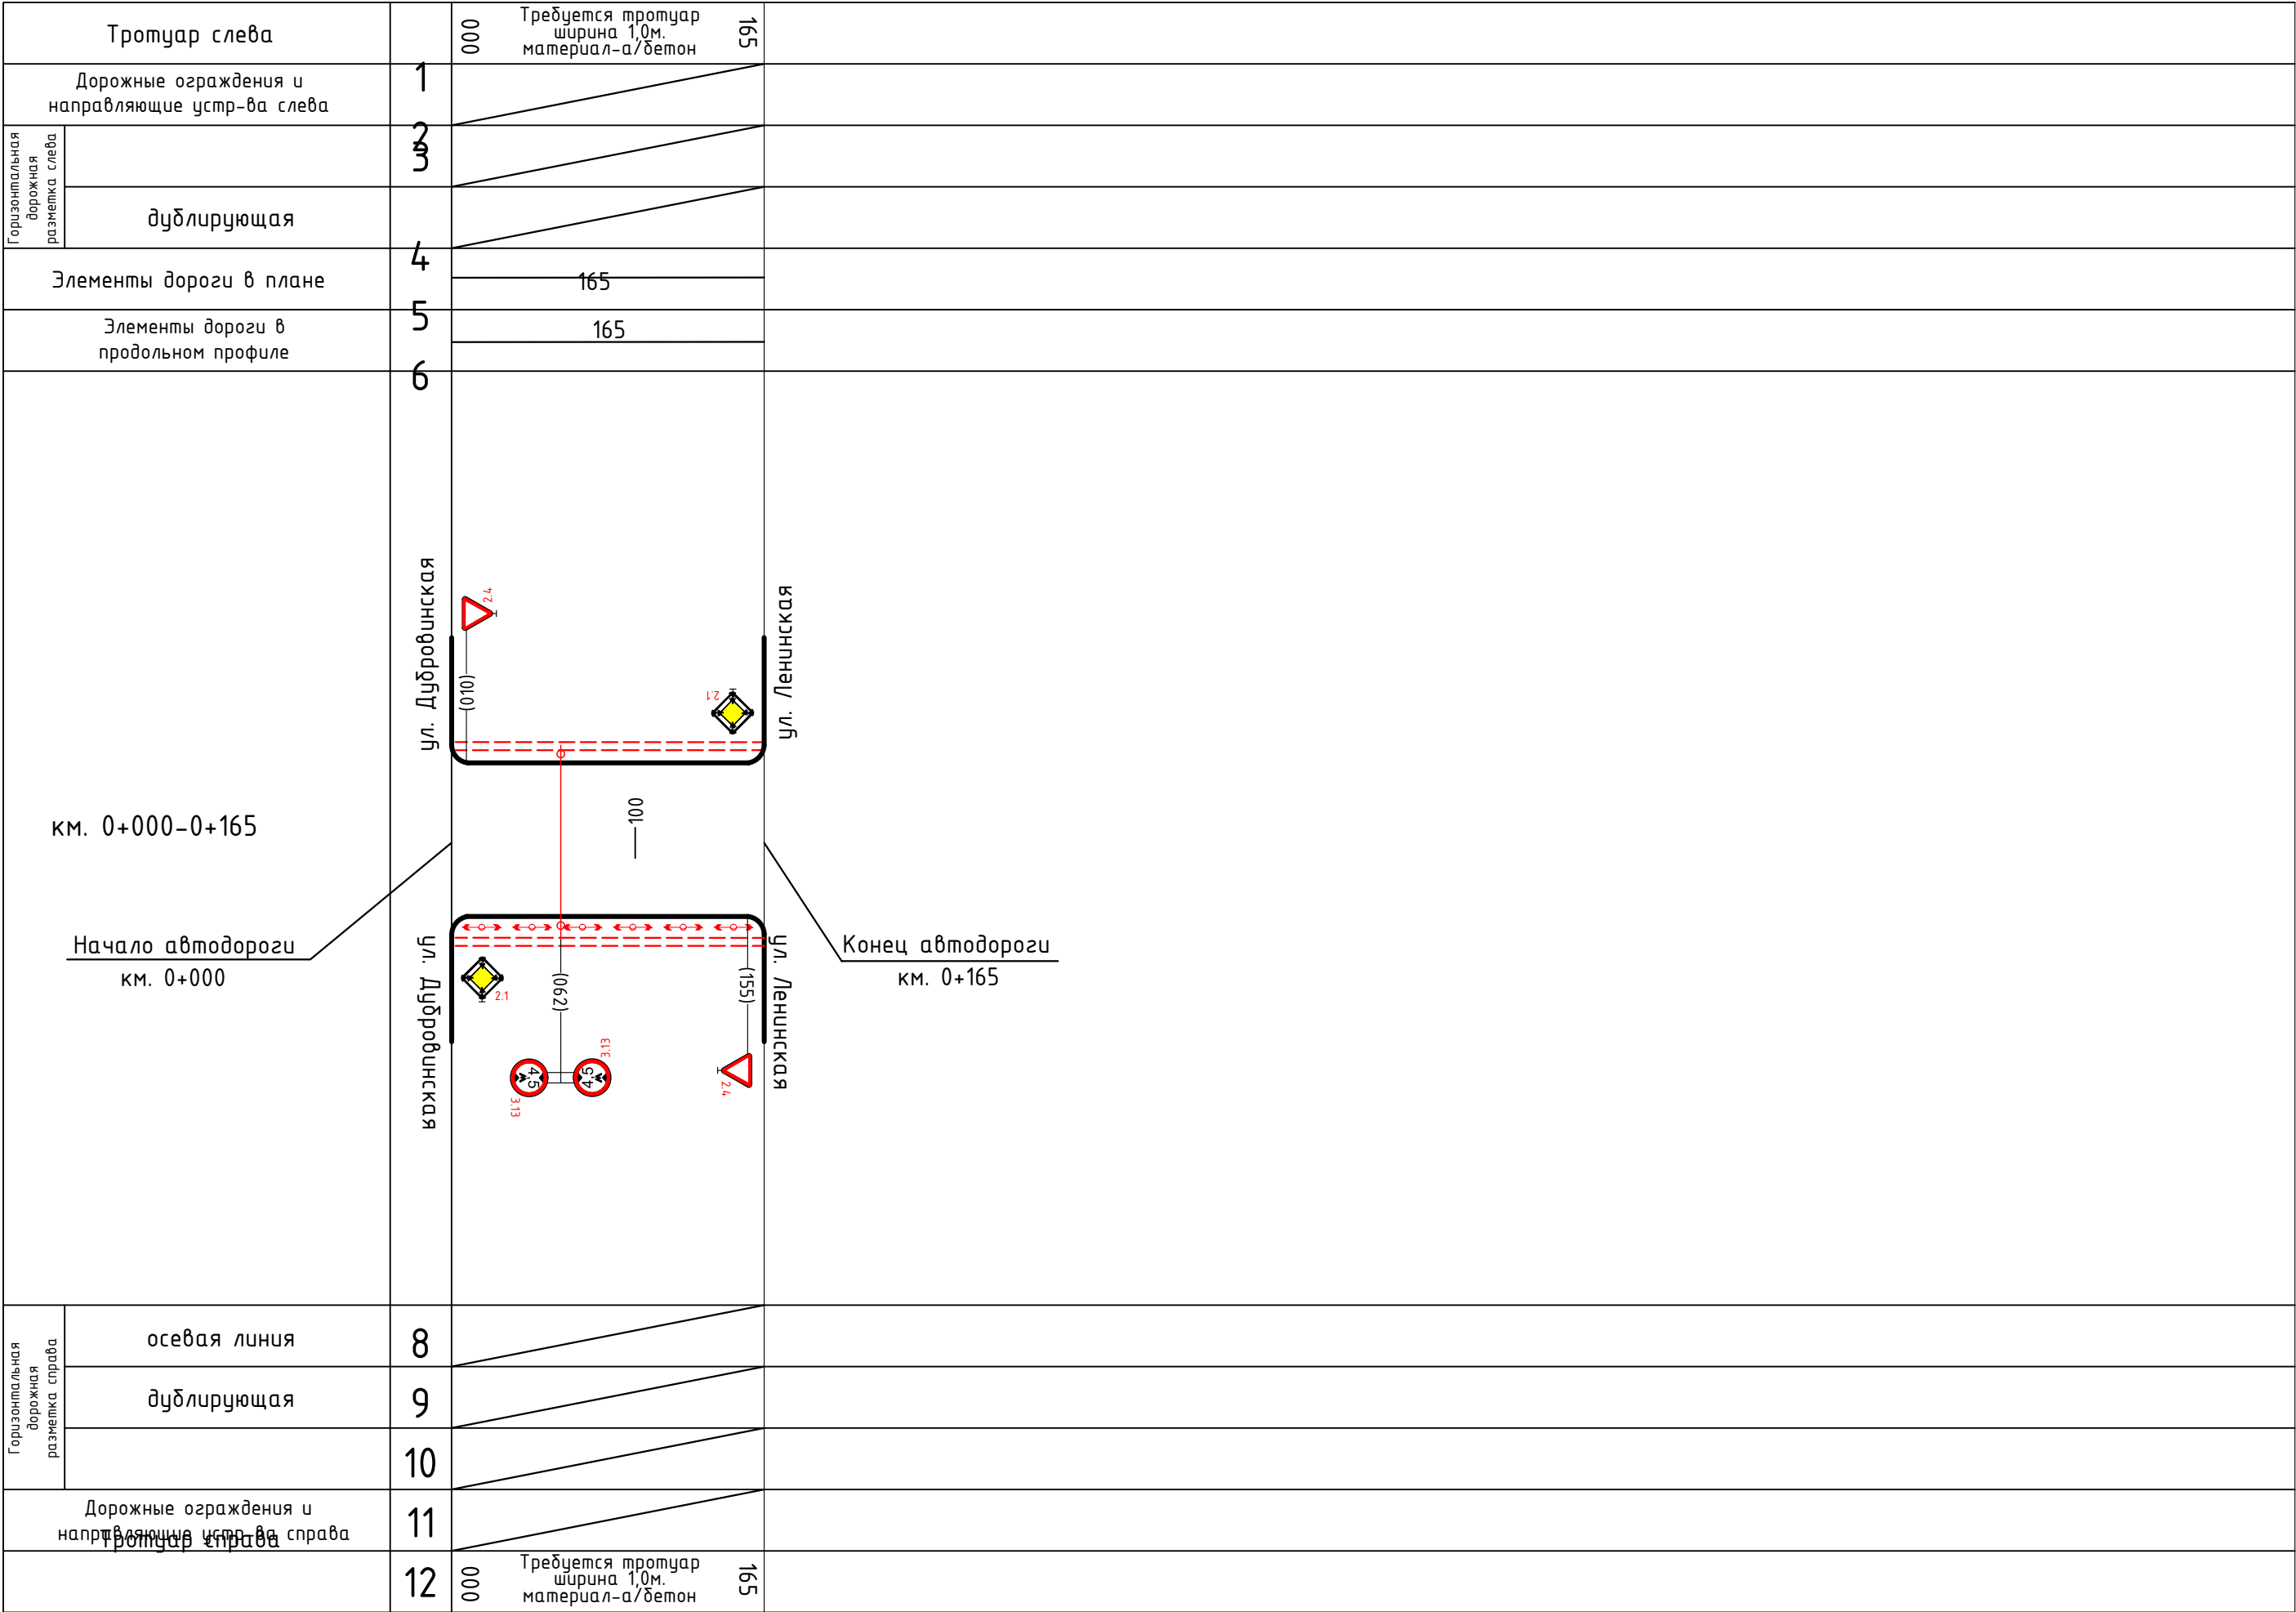 Тротуар слева
000
Требуется тротуар
ширина 1,0м.
материал-а/бетон
165
1
Дорожные ограждения и
направляющие устр-ва слева
2
3
Горизонтальная
дорожная
разметка слева
дублирующая
4
Элементы дороги в плане
165
5
Элементы дороги в
продольном профиле
165
6
ул. Дубровинская
2.4
(010)
ул. Ленинская
2.1
км. 0+000-0+165
100
Начало автодороги
км. 0+000
Конец автодороги
км. 0+165
ул. Дубровинская
2.1
(062)
(155)
ул. Ленинская
4,5
3.13
4,5
3.13
2.4
Горизонтальная
дорожная
разметка справа
осевая линия
8
дублирующая
9
10
Дорожные ограждения и
направляющие устр-ва справа
11
Тротуар справа
12
000
Требуется тротуар
ширина 1,0м.
материал-а/бетон
165